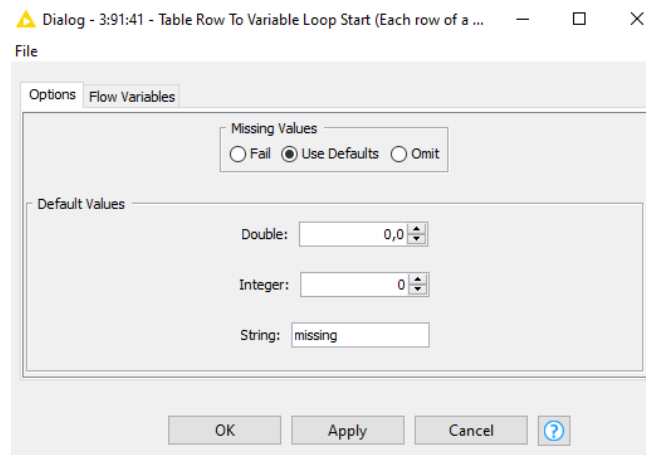 Dialog - 3:91:41 - Table Row To Variable Loop Start (Each row of a ...
File
Options Flow Variables
Missing Values
Fail Use Defaults Omit
Default Values
Double: 0,0
Integer: 0
String: missing
OK Apply Cancel ?